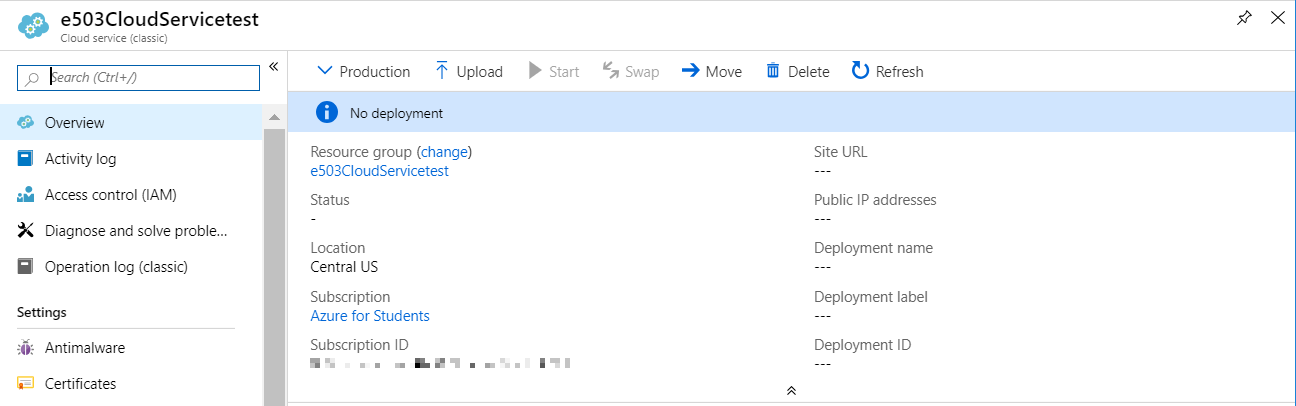 e503CloudServicetest
Cloud service (classic)
Search (Ctrl+/)
Overview
Activity log
Access control (IAM)
Diagnose and solve proble...
Operation log (classic)
Settings
Antimalware
Certificates
Production Upload Start Swap Move Delete Refresh
No deployment
Resource group (change)
e503CloudServicetest
Status
-
Location
Central US
Subscription
Azure for Students
Subscription ID
Site URL
---
Public IP addresses
---
Deployment name
---
Deployment label
---
Deployment ID
---